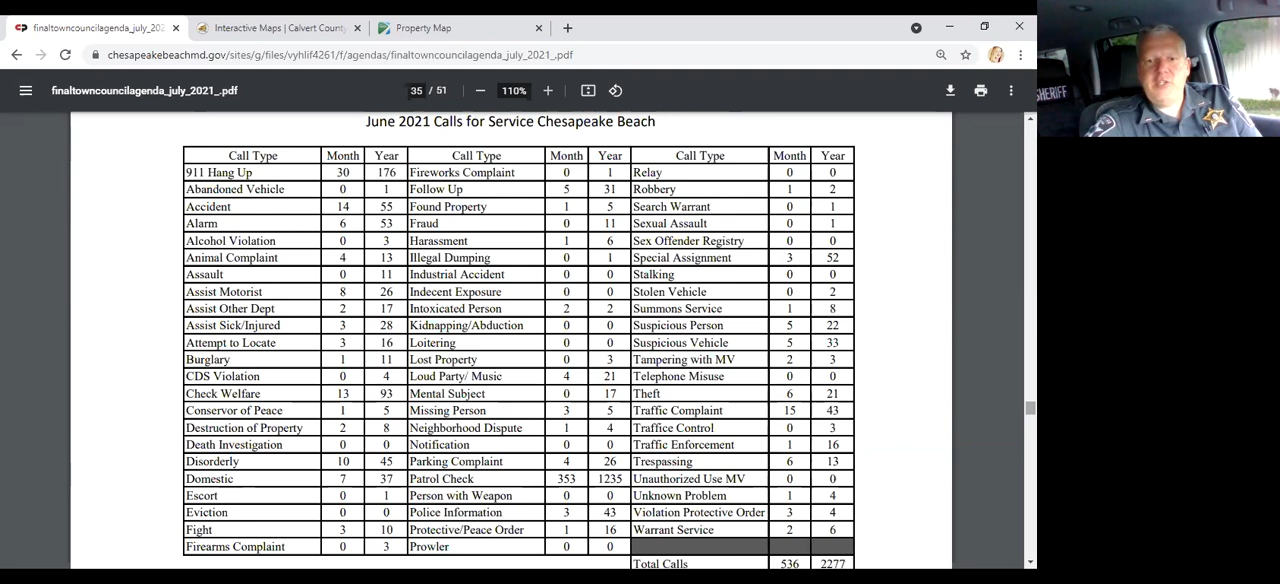 finaltowncouncilagenda_july_202
Interactive Maps | Calvert County
Property Map
chesapeakebeachmd.gov/sites/g/files/vyhlif4261/f/agendas/finaltowncouncilagenda_july_2021_.pdf
finaltowncouncilagenda_july_2021_.pdf
35 / 51
110%
SHERIFF
June 2021 Calls for Service Chesapeake Beach
Call Type Month Year Call Type Month Year Call Type Month Year
911 Hang Up 30 176 Fireworks Complaint 0 1 Relay 0 0
Abandoned Vehicle 0 1 Follow Up 5 31 Robbery 1 2
Accident 14 55 Found Property 1 5 Search Warrant 0 1
Alarm 6 53 Fraud 0 11 Sexual Assault 0 1
Alcohol Violation 0 3 Harassment 1 6 Sex Offender Registry 0 0
Animal Complaint 4 13 Illegal Dumping 0 1 Special Assignment 3 52
Assault 0 11 Industrial Accident 0 0 Stalking 0 0
Assist Motorist 8 26 Indecent Exposure 0 0 Stolen Vehicle 0 2
Assist Other Dept 2 17 Intoxicated Person 2 2 Summons Service 1 8
Assist Sick/Injured 3 28 Kidnapping/Abduction 0 0 Suspicious Person 5 22
Attempt to Locate 3 16 Loitering 0 0 Suspicious Vehicle 5 33
Burglary 1 11 Lost Property 0 3 Tampering with MV 2 3
CDS Violation 0 4 Loud Party/ Music 4 21 Telephone Misuse 0 0
Check Welfare 13 93 Mental Subject 0 17 Theft 6 21
Conservor of Peace 1 5 Missing Person 3 5 Traffic Complaint 15 43
Destruction of Property 2 8 Neighborhood Dispute 1 4 Traffice Control 0 3
Death Investigation 0 0 Notification 0 0 Traffic Enforcement 1 16
Disorderly 10 45 Parking Complaint 4 26 Trespassing 6 13
Domestic 7 37 Patrol Check 353 1235 Unauthorized Use MV 0 0
Escort 0 1 Person with Weapon 0 0 Unknown Problem 1 4
Eviction 0 0 Police Information 3 43 Violation Protective Order 3 4
Fight 3 10 Protective/Peace Order 1 16 Warrant Service 2 6
Firearms Complaint 0 3 Prowler 0 0
Total Calls 536 2277